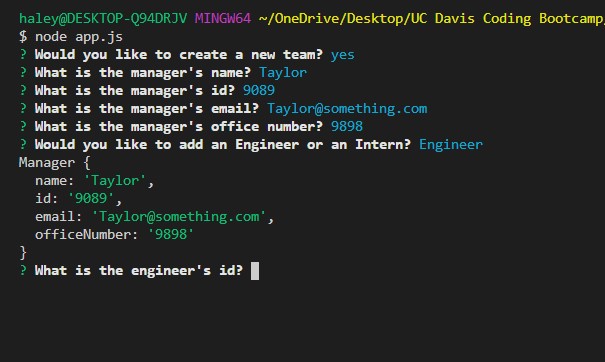 haley@DESKTOP-Q94DRJV MINGW64 ~/OneDrive/Desktop/UC Davis Coding Bootcamp
$ node app.js
? Would you like to create a new team? yes
? What is the manager's name? Taylor
? What is the manager's id? 9089
? What is the manager's email? Taylor@something.com
? What is the manager's office number? 9898
? Would you like to add an Engineer or an Intern? Engineer
Manager {
  name: 'Taylor',
  id: '9089',
  email: 'Taylor@something.com',
  officeNumber: '9898'
}
? What is the engineer's id?